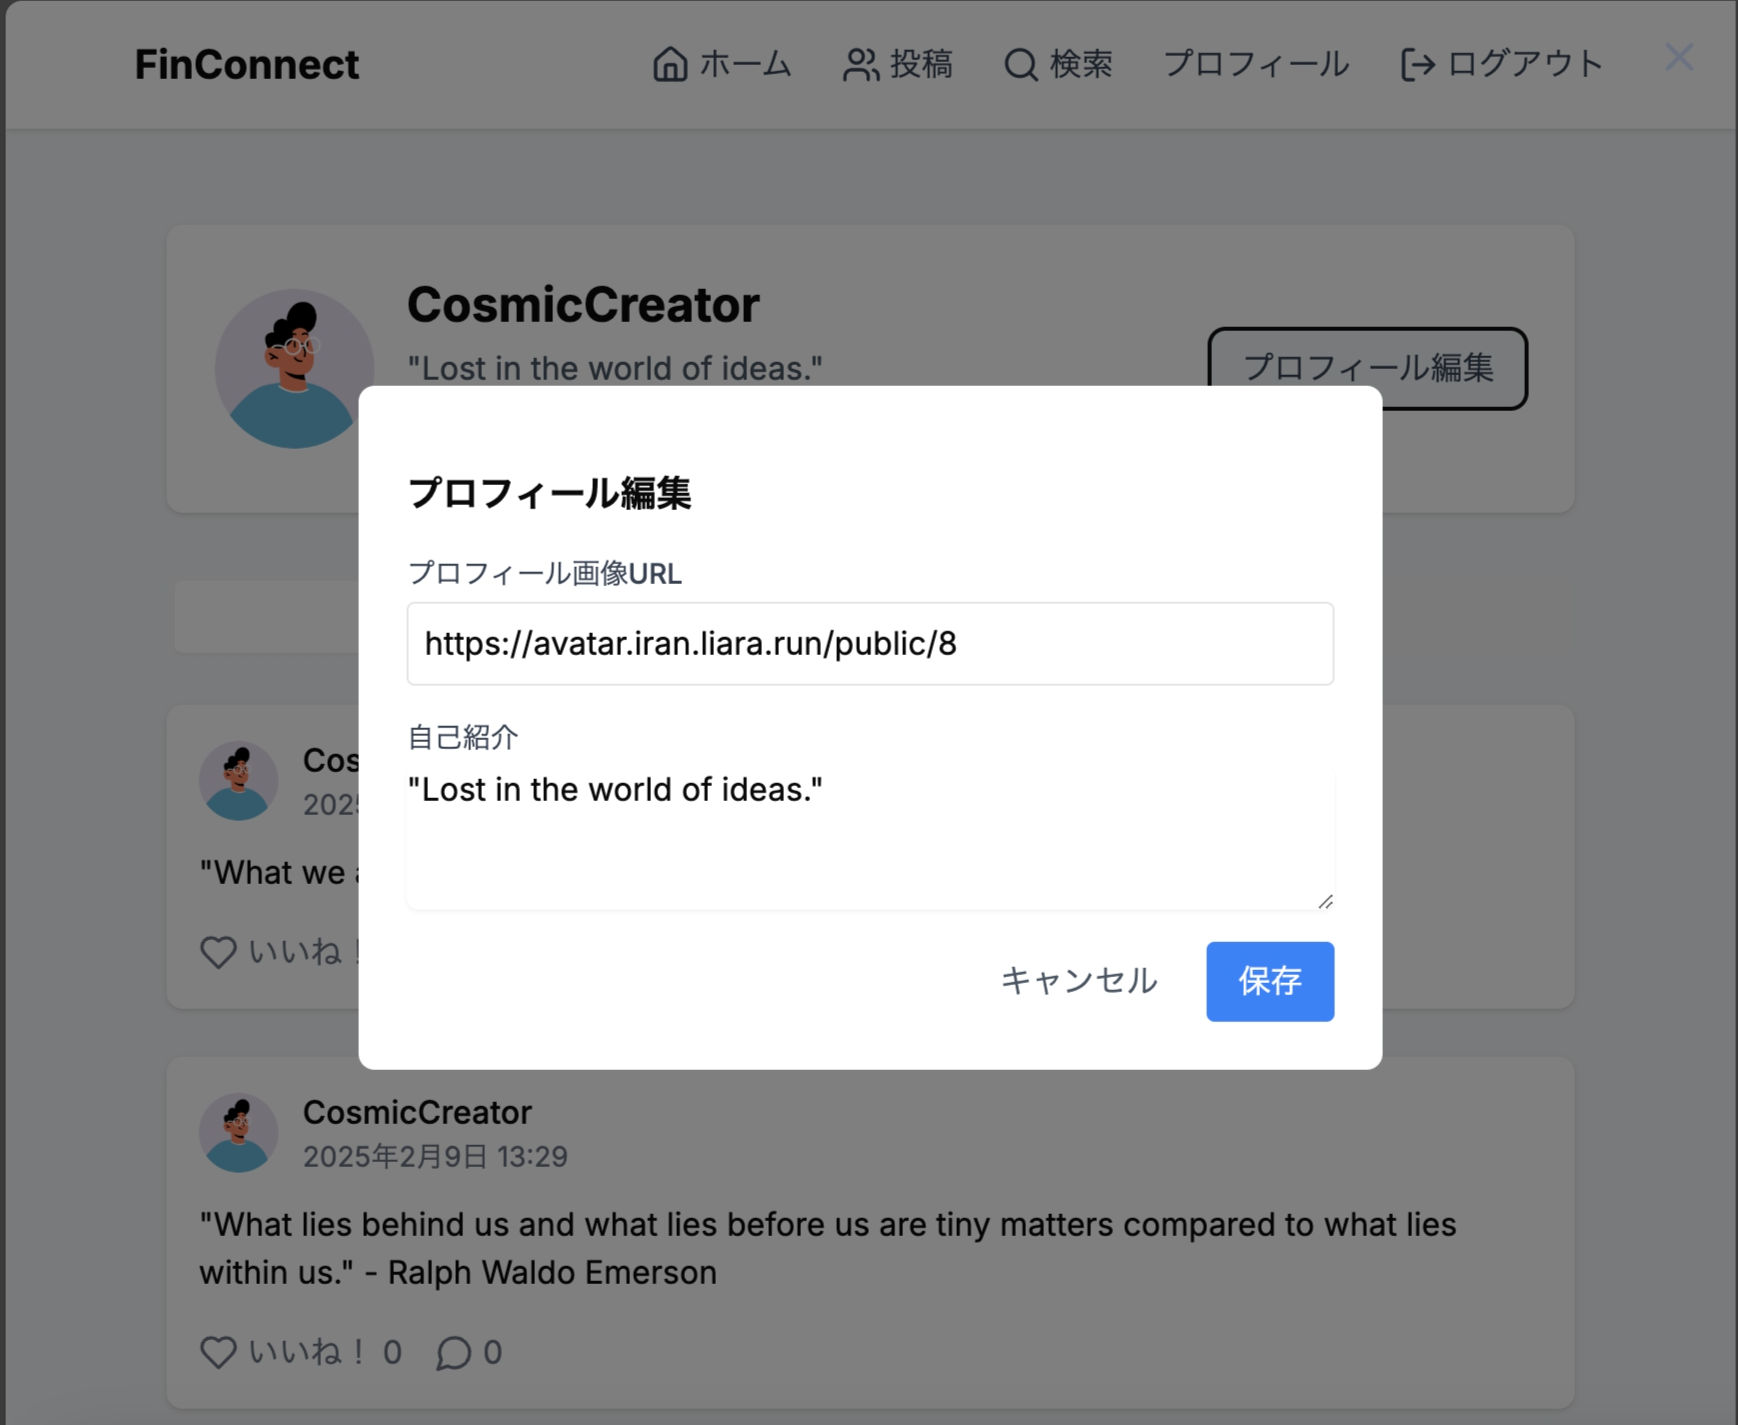 FinConnect
ホーム 投稿 検索 プロフィール ログアウト
CosmicCreator
"Lost in the world of ideas."
プロフィール編集
プロフィール編集
プロフィール画像URL
https://avatar.iran.liara.run/public/8
自己紹介
"Lost in the world of ideas."
キャンセル 保存
"What we
いいね
CosmicCreator
2025年2月9日 13:29
"What lies behind us and what lies before us are tiny matters compared to what lies
within us." - Ralph Waldo Emerson
いいね！ 0 0